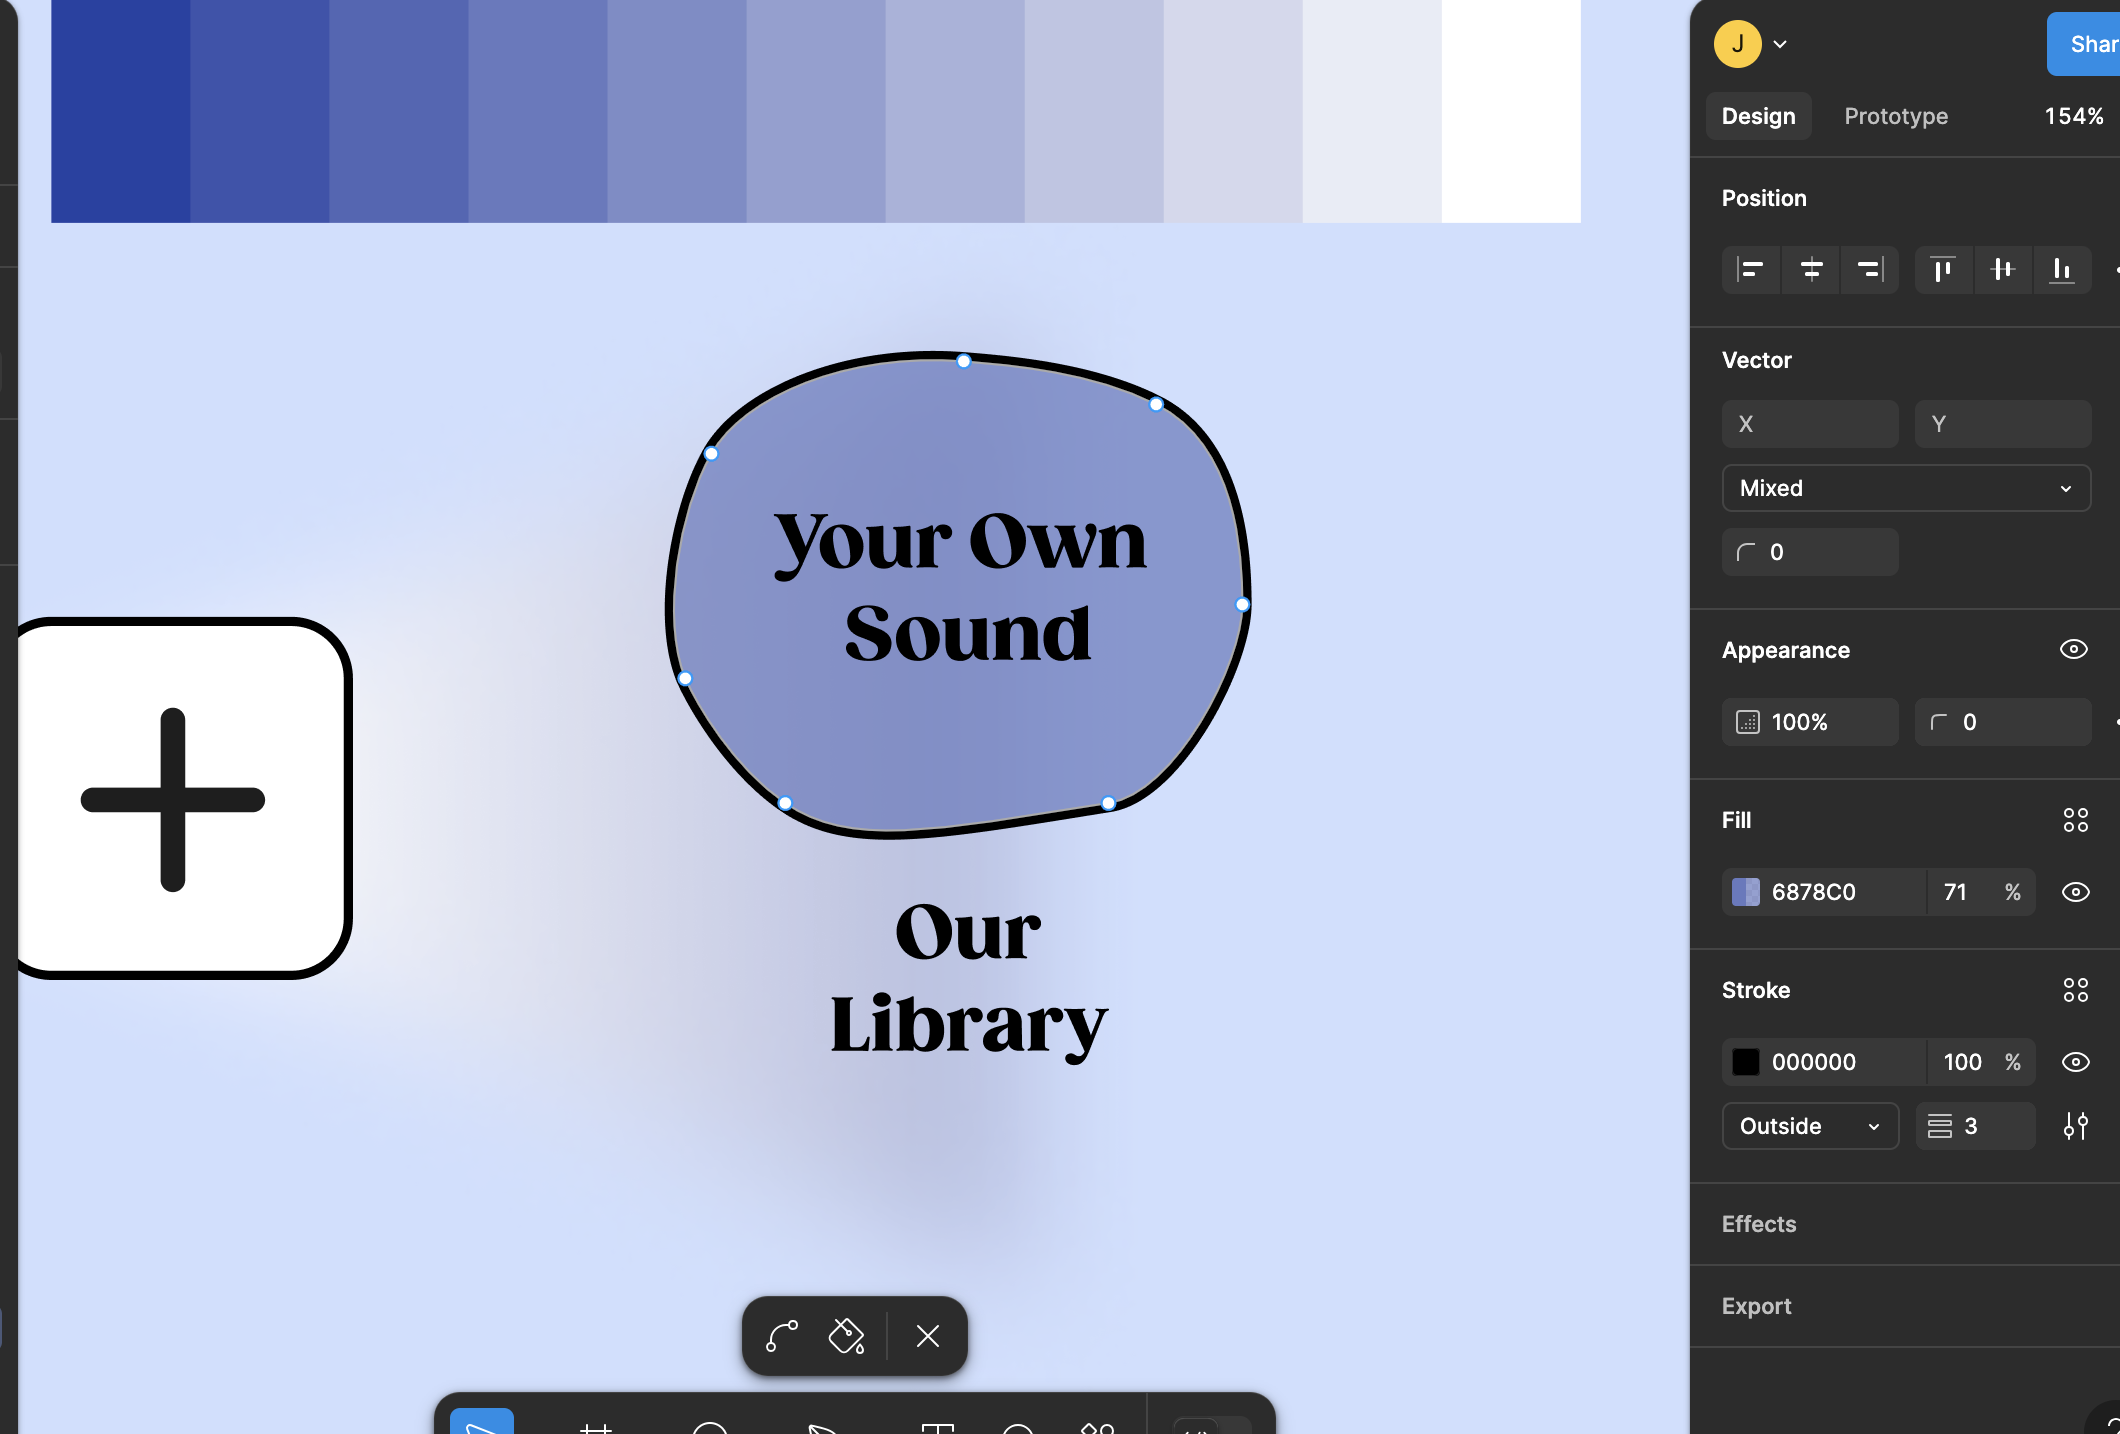 J
Shar
Design Prototype 154%
Position
Vector
X Y
Mixed
0
Appearance
100% 0
Fill
6878C0 71 %
Stroke
000000 100 %
Outside 3
Effects
Export
Your Own
Sound
Our
Library